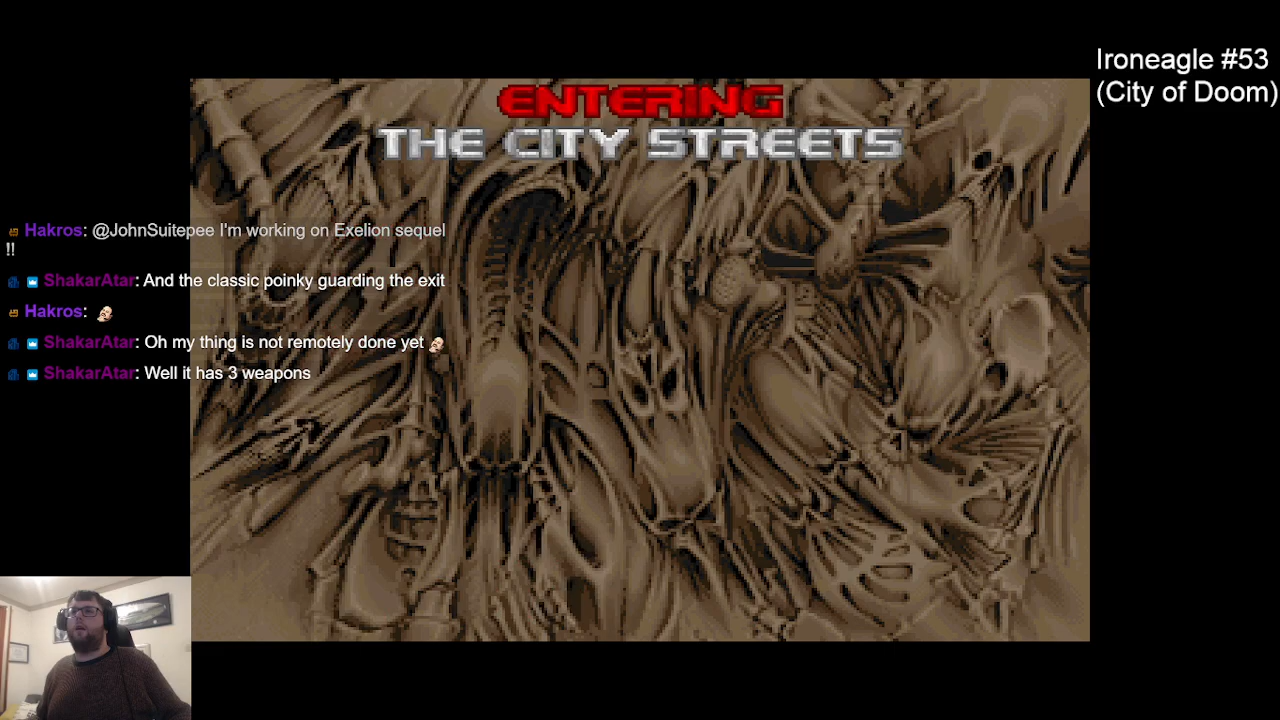 Ironeagle #53
(City of Doom)
ENTERING
THE CITY STREETS
Hakros: @JohnSuitepee I'm working on Exelion sequel
!!
ShakarAtar: And the classic poinky guarding the exit
Hakros:
ShakarAtar: Oh my thing is not remotely done yet
ShakarAtar: Well it has 3 weapons